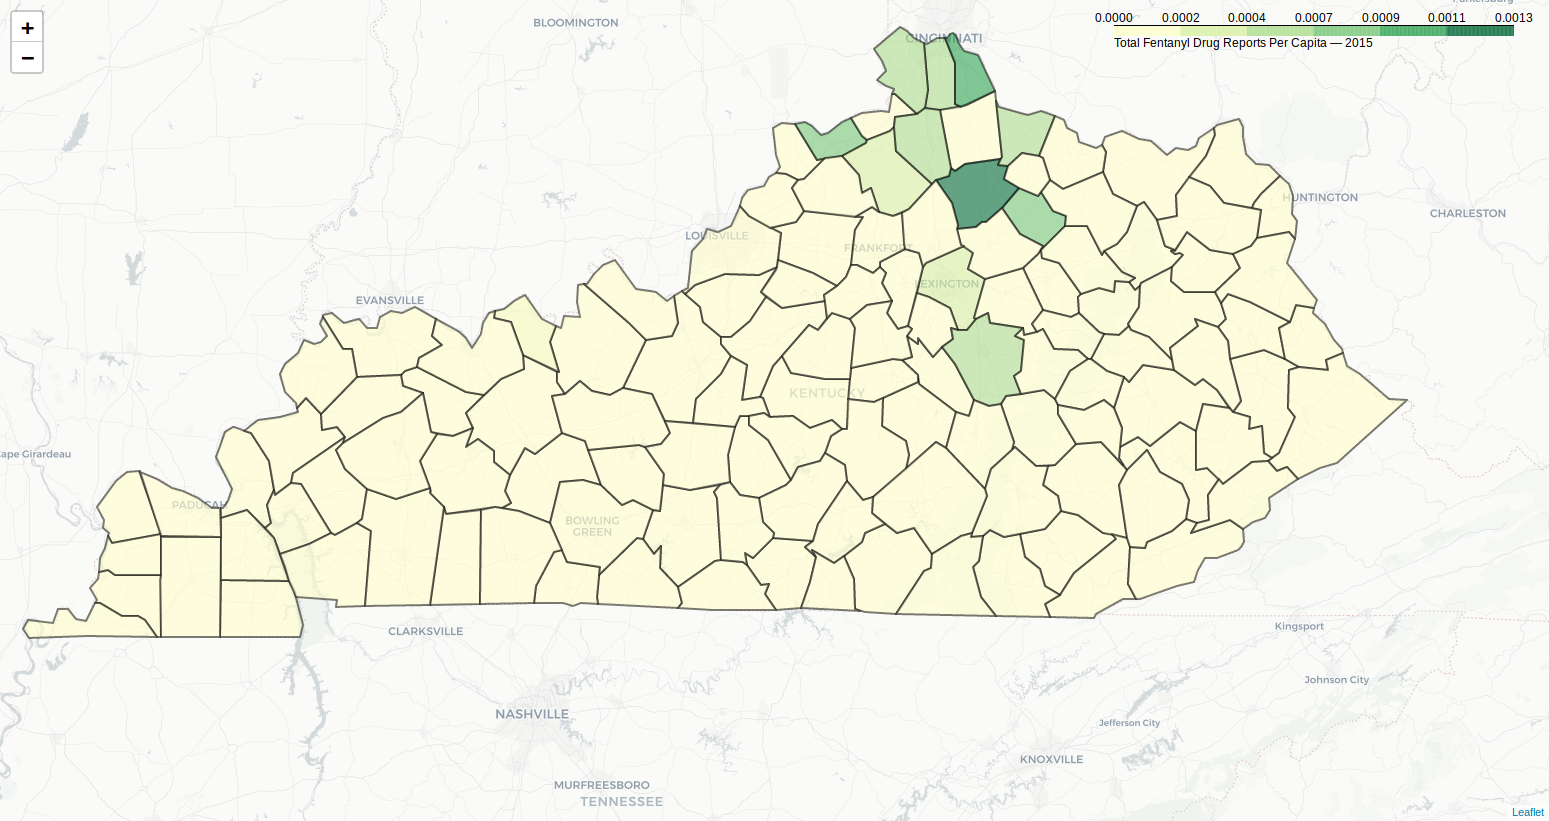 +
−
0.0000 0.0002 0.0004 0.0007 0.0009 0.0011 0.0013
Total Fentanyl Drug Reports Per Capita — 2015
BLOOMINGTON
CINCINNATI
HUNTINGTON
CHARLESTON
LOUISVILLE
FRANKFORT
LEXINGTON
EVANSVILLE
KENTUCKY
Cape Girardeau
PADUCAH
BOWLING
GREEN
CLARKSVILLE
Kingsport
Johnson City
NASHVILLE
Jefferson City
KNOXVILLE
MURFREESBORO
TENNESSEE
Leaflet